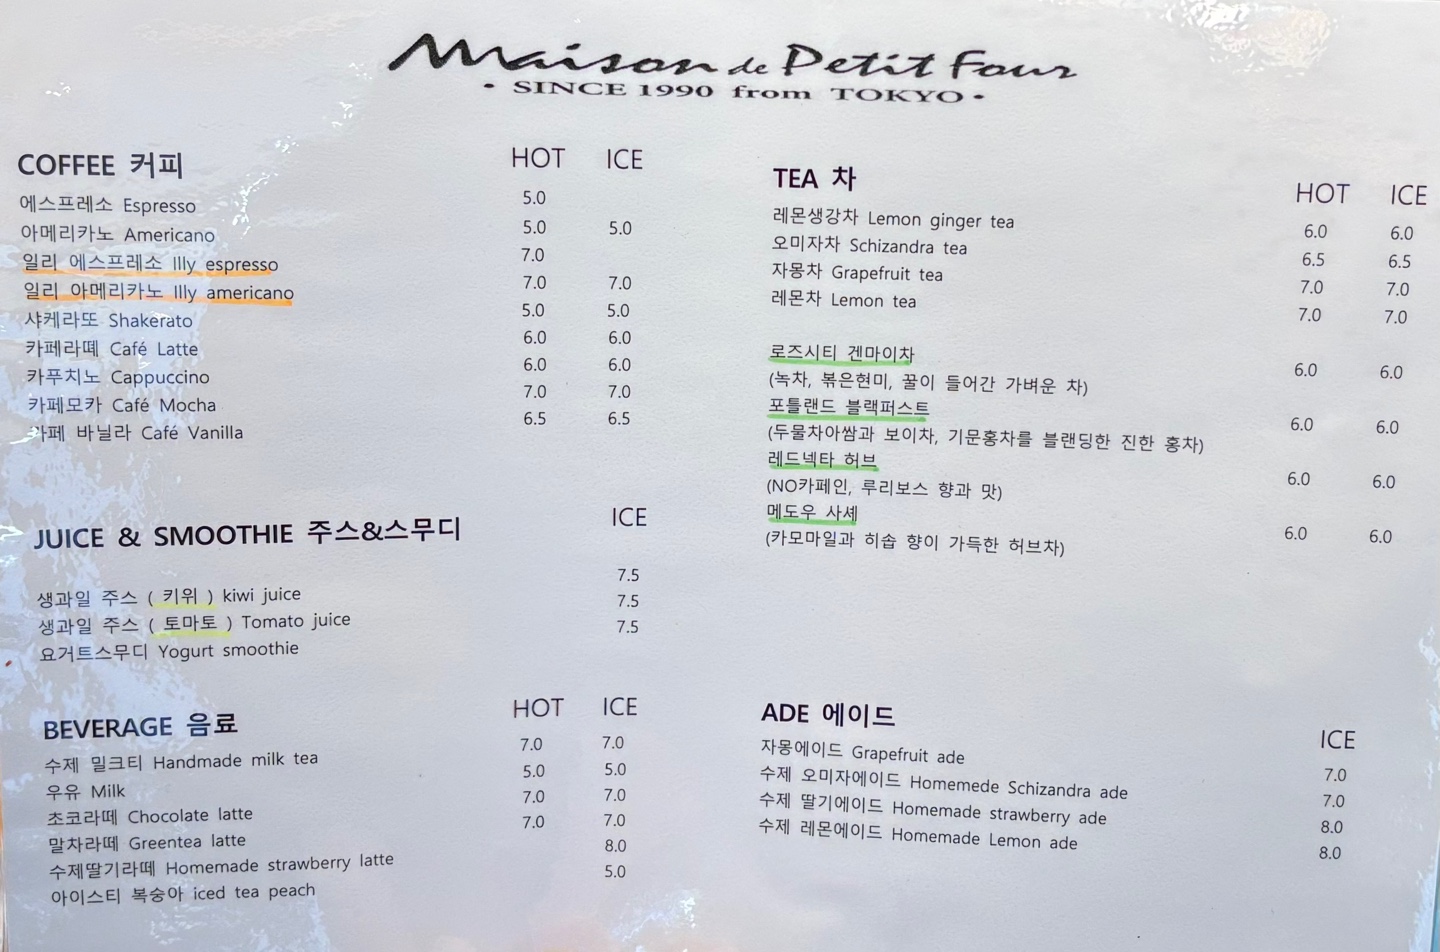 Maison de Petit Four
• SINCE 1990 from TOKYO •
COFFEE 커피 HOT ICE
에스프레소 Espresso 5.0
아메리카노 Americano 5.0 5.0
일리 에스프레소 Illy espresso 7.0
일리 아메리카노 Illy americano 7.0 7.0
샤케라또 Shakerato 5.0 5.0
카페라떼 Café Latte 6.0 6.0
카푸치노 Cappuccino 6.0 6.0
카페모카 Café Mocha 7.0 7.0
카페 바닐라 Café Vanilla 6.5 6.5
JUICE & SMOOTHIE 주스&스무디 ICE
생과일 주스 ( 키위 ) kiwi juice 7.5
생과일 주스 ( 토마토 ) Tomato juice 7.5
요거트스무디 Yogurt smoothie 7.5
BEVERAGE 음료 HOT ICE
수제 밀크티 Handmade milk tea 7.0 7.0
우유 Milk 5.0 5.0
초코라떼 Chocolate latte 7.0 7.0
말차라떼 Greentea latte 7.0 7.0
수제딸기라떼 Homemade strawberry latte 8.0
아이스티 복숭아 iced tea peach 5.0
TEA 차 HOT ICE
레몬생강차 Lemon ginger tea 6.0 6.0
오미자차 Schizandra tea 6.5 6.5
자몽차 Grapefruit tea 7.0 7.0
레몬차 Lemon tea 7.0 7.0
로즈시티 겐마이차 6.0 6.0
(녹차, 볶은현미, 꿀이 들어간 가벼운 차)
포틀랜드 블랙퍼스트 6.0 6.0
(두물차아쌈과 보이차, 기문홍차를 블랜딩한 진한 홍차)
레드넥타 허브 6.0 6.0
(NO카페인, 루리보스 향과 맛)
메도우 사셰 6.0 6.0
(카모마일과 히솝 향이 가득한 허브차)
ADE 에이드 ICE
자몽에이드 Grapefruit ade 7.0
수제 오미자에이드 Homemede Schizandra ade 7.0
수제 딸기에이드 Homemade strawberry ade 8.0
수제 레몬에이드 Homemade Lemon ade 8.0